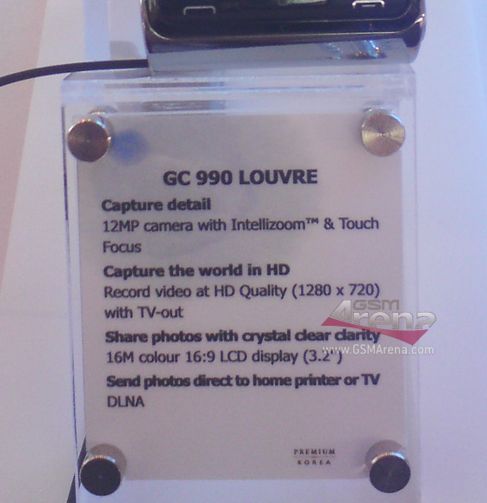 GC 990 LOUVRE
Capture detail
12MP camera with Intellizoom™ & Touch
Focus
Capture the world in HD
Record video at HD Quality (1280 x 720)
with TV-out
GSM
Arena
www.GSMArena.com
Share photos with crystal clear clarity
16M colour 16:9 LCD display (3.2")
Send photos direct to home printer or TV
DLNA
PREMIUM
KOREA